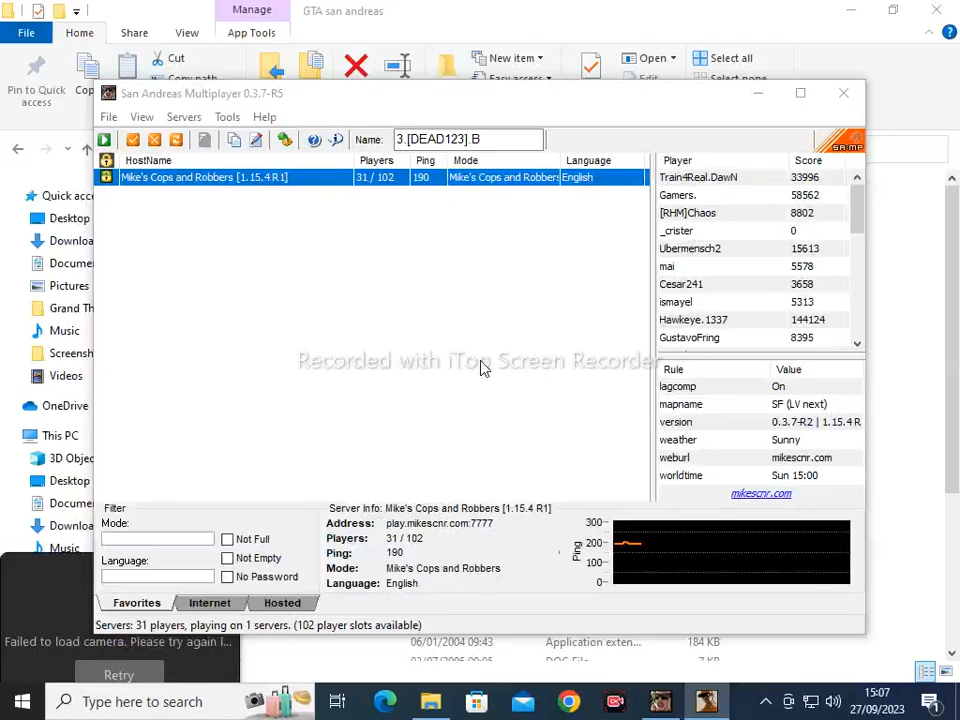 Manage
GTA san andreas
File
Home
Share
View
App Tools
Pin to Quick
access
Cut
New item
Open
Select all
San Andreas Multiplayer 0.3.7-R5
File View Servers Tools Help
Name: 3.[DEAD123].B
SA:MP
HostName Players Ping Mode Language
Mike's Cops and Robbers [1.15.4 R1] 31 / 102 190 Mike's Cops and Robbers English
Player Score
Train4Real.DawN 33996
Gamers. 58562
[RHM]Chaos 8802
_crister 0
Ubermensch2 15613
mai 5578
Cesar241 3658
ismayel 5313
Hawkeye.1337 144124
GustavoFring 8395
Rule Value
lagcomp On
mapname SF (LV next)
version 0.3.7-R2 | 1.15.4 R
weather Sunny
weburl mikescnr.com
worldtime Sun 15:00
mikescnr.com
Recorded with iTop Screen Recorder
Quick acce
Desktop
Downloa
Documen
Pictures
Grand Th
Music
Screensh
Videos
OneDrive
This PC
3D Objec
Desktop
Documen
Downloa
Music
Filter
Mode:
Language:
Not Full
Not Empty
No Password
Server Info: Mike's Cops and Robbers [1.15.4 R1]
Address: play.mikescnr.com:7777
Players: 31 / 102
Ping: 190
Mode: Mike's Cops and Robbers
Language: English
Ping
300
200
100
0
Favorites Internet Hosted
Servers: 31 players, playing on 1 servers. (102 player slots available)
Failed to load camera. Please try again l...
Retry
06/01/2004 09:43 Application exten... 184 KB
Type here to search
15:07
27/09/2023
1